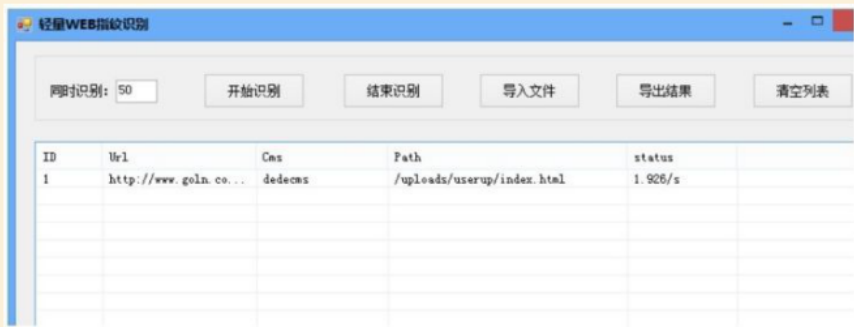 轻量WEB指纹识别
同时识别: 50 开始识别 结束识别 导入文件 导出结果 清空列表
ID Url Cms Path status
1 http://www.goln.co... dedecms /uploads/userup/index.html 1.926/s